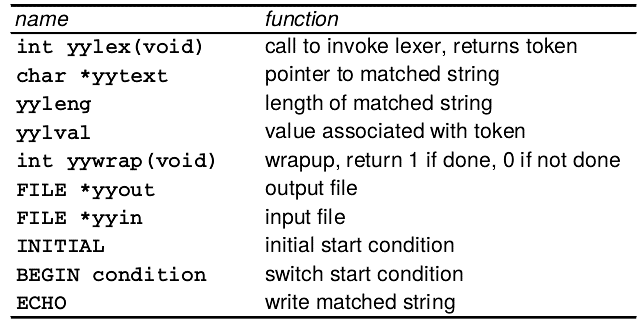 name function
int yylex(void) call to invoke lexer, returns token
char *yytext pointer to matched string
yyleng length of matched string
yylval value associated with token
int yywrap(void) wrapup, return 1 if done, 0 if not done
FILE *yyout output file
FILE *yyin input file
INITIAL initial start condition
BEGIN condition switch start condition
ECHO write matched string